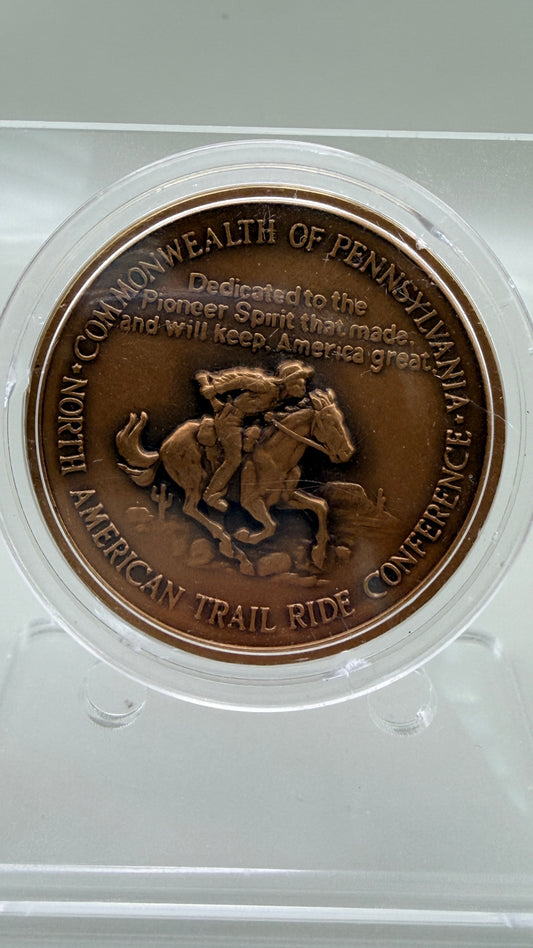 COMMONWEALTH OF PENNSYLVANIA
Dedicated to the
Pioneer Spirit that made,
and will keep, America great.
NORTH AMERICAN TRAIL RIDE CONFERENCE